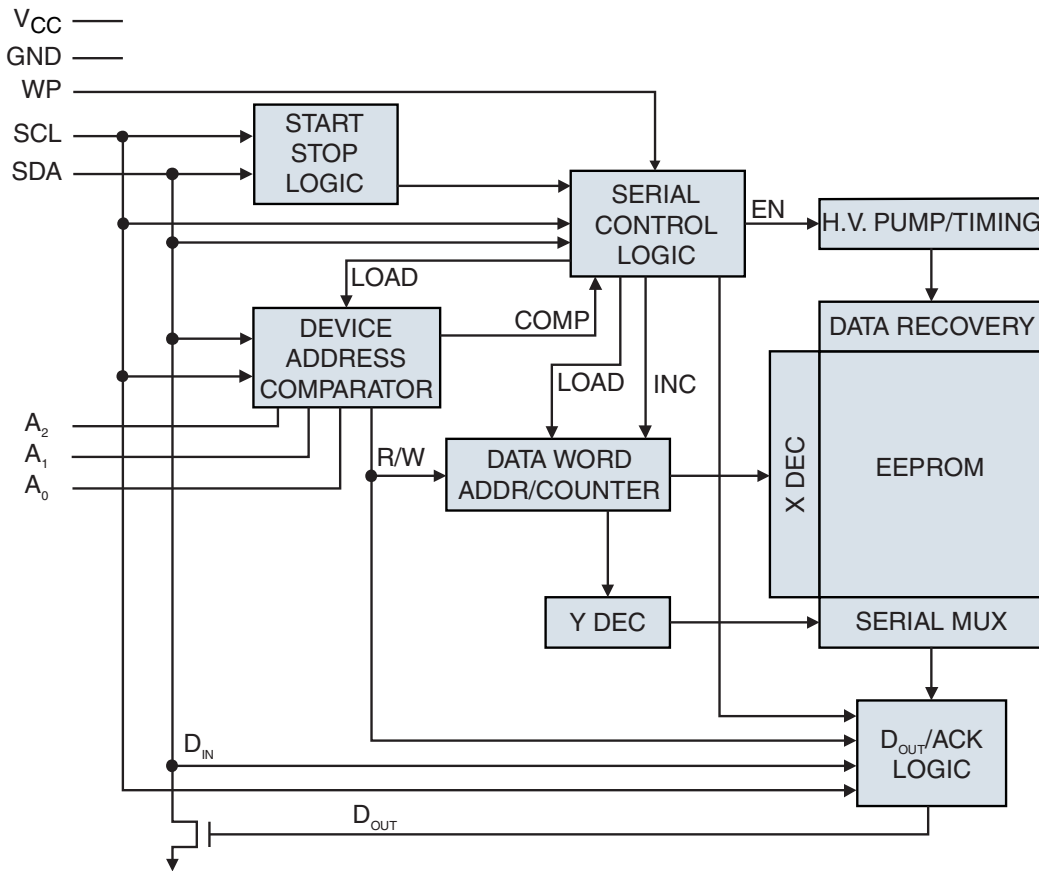 VCC
GND
WP
SCL
SDA
START
STOP
LOGIC
SERIAL
CONTROL
LOGIC
EN
H.V. PUMP/TIMING
LOAD
COMP
DEVICE
ADDRESS
COMPARATOR
LOAD
INC
DATA RECOVERY
A2
A1
A0
R/W
DATA WORD
ADDR/COUNTER
X DEC
EEPROM
Y DEC
SERIAL MUX
DIN
DOUT/ACK
LOGIC
DOUT